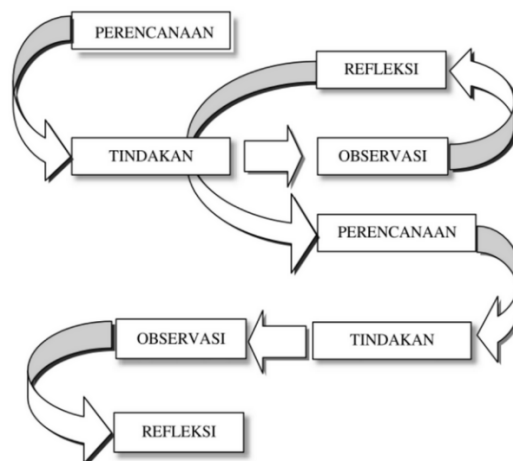 PERENCANAAN
REFLEKSI
TINDAKAN
OBSERVASI
PERENCANAAN
OBSERVASI
TINDAKAN
REFLEKSI